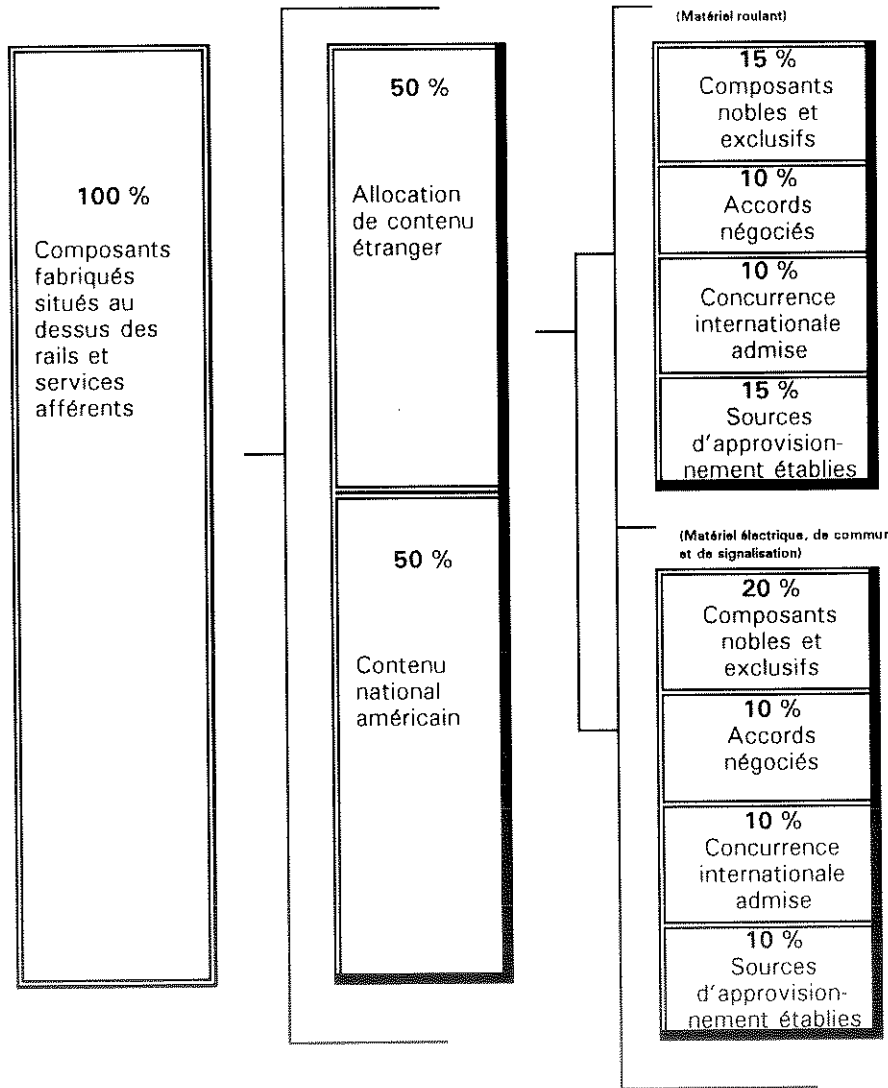 100 %
Composants
fabriqués
situés au
dessus des
rails et
services
afférents
50 %
Allocation
de contenu
étranger
50 %
Contenu
national
américain
(Matériel roulant)
15 %
Composants
nobles et
exclusifs
10 %
Accords
négociés
10 %
Concurrence
internationale
admise
15 %
Sources
d'approvision-
nement établies
(Matériel électrique, de commun
et de signalisation)
20 %
Composants
nobles et
exclusifs
10 %
Accords
négociés
10 %
Concurrence
internationale
admise
10 %
Sources
d'approvision-
nement établies